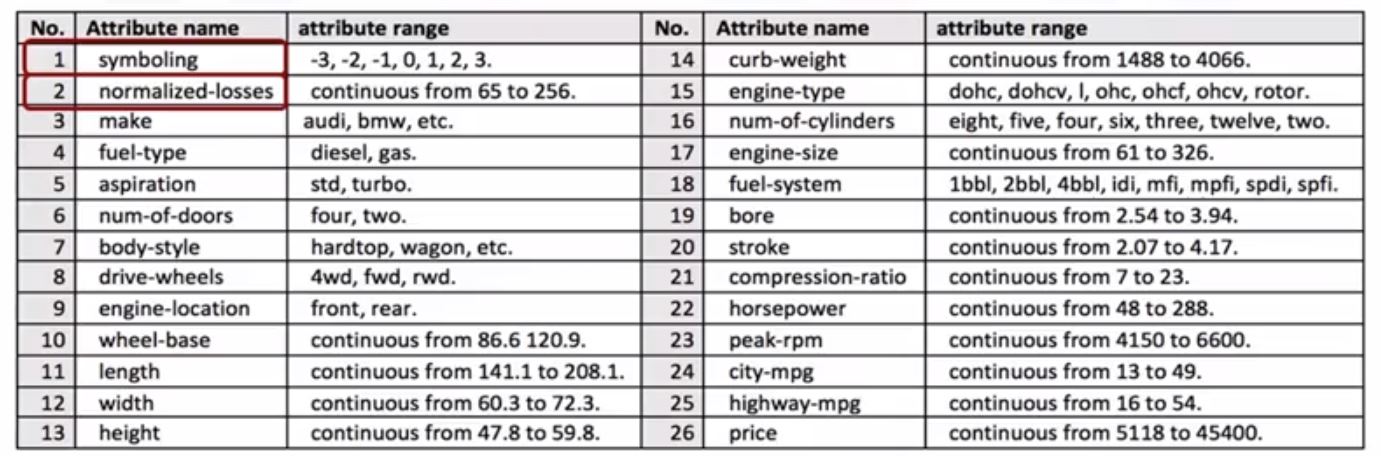 No. Attribute name attribute range No. Attribute name attribute range
1 symboling -3, -2, -1, 0, 1, 2, 3. 14 curb-weight continuous from 1488 to 4066.
2 normalized-losses continuous from 65 to 256. 15 engine-type dohc, dohcv, l, ohc, ohcf, ohcv, rotor.
3 make audi, bmw, etc. 16 num-of-cylinders eight, five, four, six, three, twelve, two.
4 fuel-type diesel, gas. 17 engine-size continuous from 61 to 326.
5 aspiration std, turbo. 18 fuel-system 1bbl, 2bbl, 4bbl, idi, mfi, mpfi, spdi, spfi.
6 num-of-doors four, two. 19 bore continuous from 2.54 to 3.94.
7 body-style hardtop, wagon, etc. 20 stroke continuous from 2.07 to 4.17.
8 drive-wheels 4wd, fwd, rwd. 21 compression-ratio continuous from 7 to 23.
9 engine-location front, rear. 22 horsepower continuous from 48 to 288.
10 wheel-base continuous from 86.6 120.9. 23 peak-rpm continuous from 4150 to 6600.
11 length continuous from 141.1 to 208.1. 24 city-mpg continuous from 13 to 49.
12 width continuous from 60.3 to 72.3. 25 highway-mpg continuous from 16 to 54.
13 height continuous from 47.8 to 59.8. 26 price continuous from 5118 to 45400.